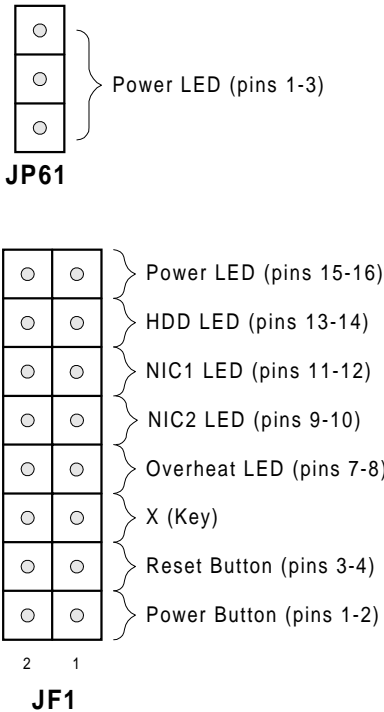 Power LED (pins 1-3)
JP61
Power LED (pins 15-16)
HDD LED (pins 13-14)
NIC1 LED (pins 11-12)
NIC2 LED (pins 9-10)
Overheat LED (pins 7-8)
X (Key)
Reset Button (pins 3-4)
Power Button (pins 1-2)
2 1
JF1